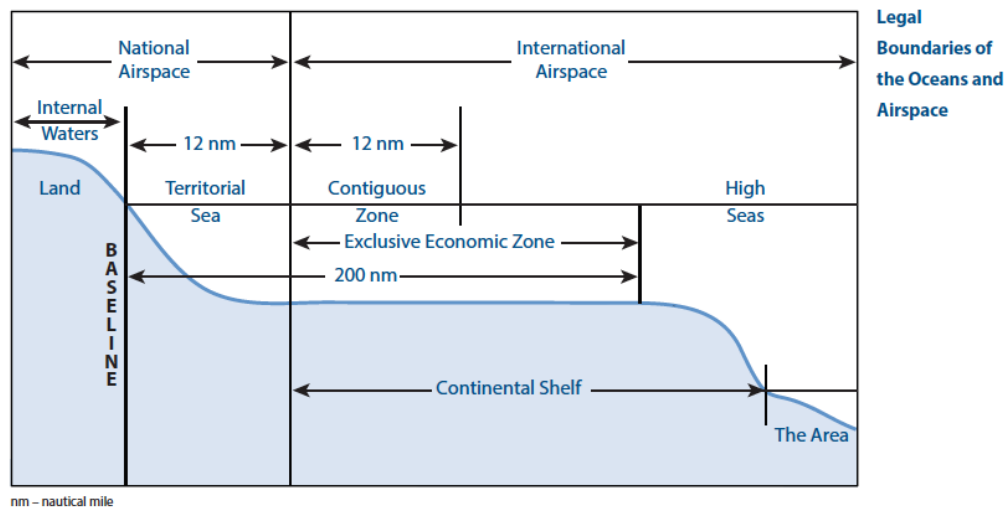 Legal
Boundaries of
the Oceans and
Airspace
National
Airspace
International
Airspace
Internal
Waters
12 nm
12 nm
Land
Territorial
Sea
Contiguous
Zone
High
Seas
Exclusive Economic Zone
200 nm
BASELINE
Continental Shelf
The Area
nm – nautical mile